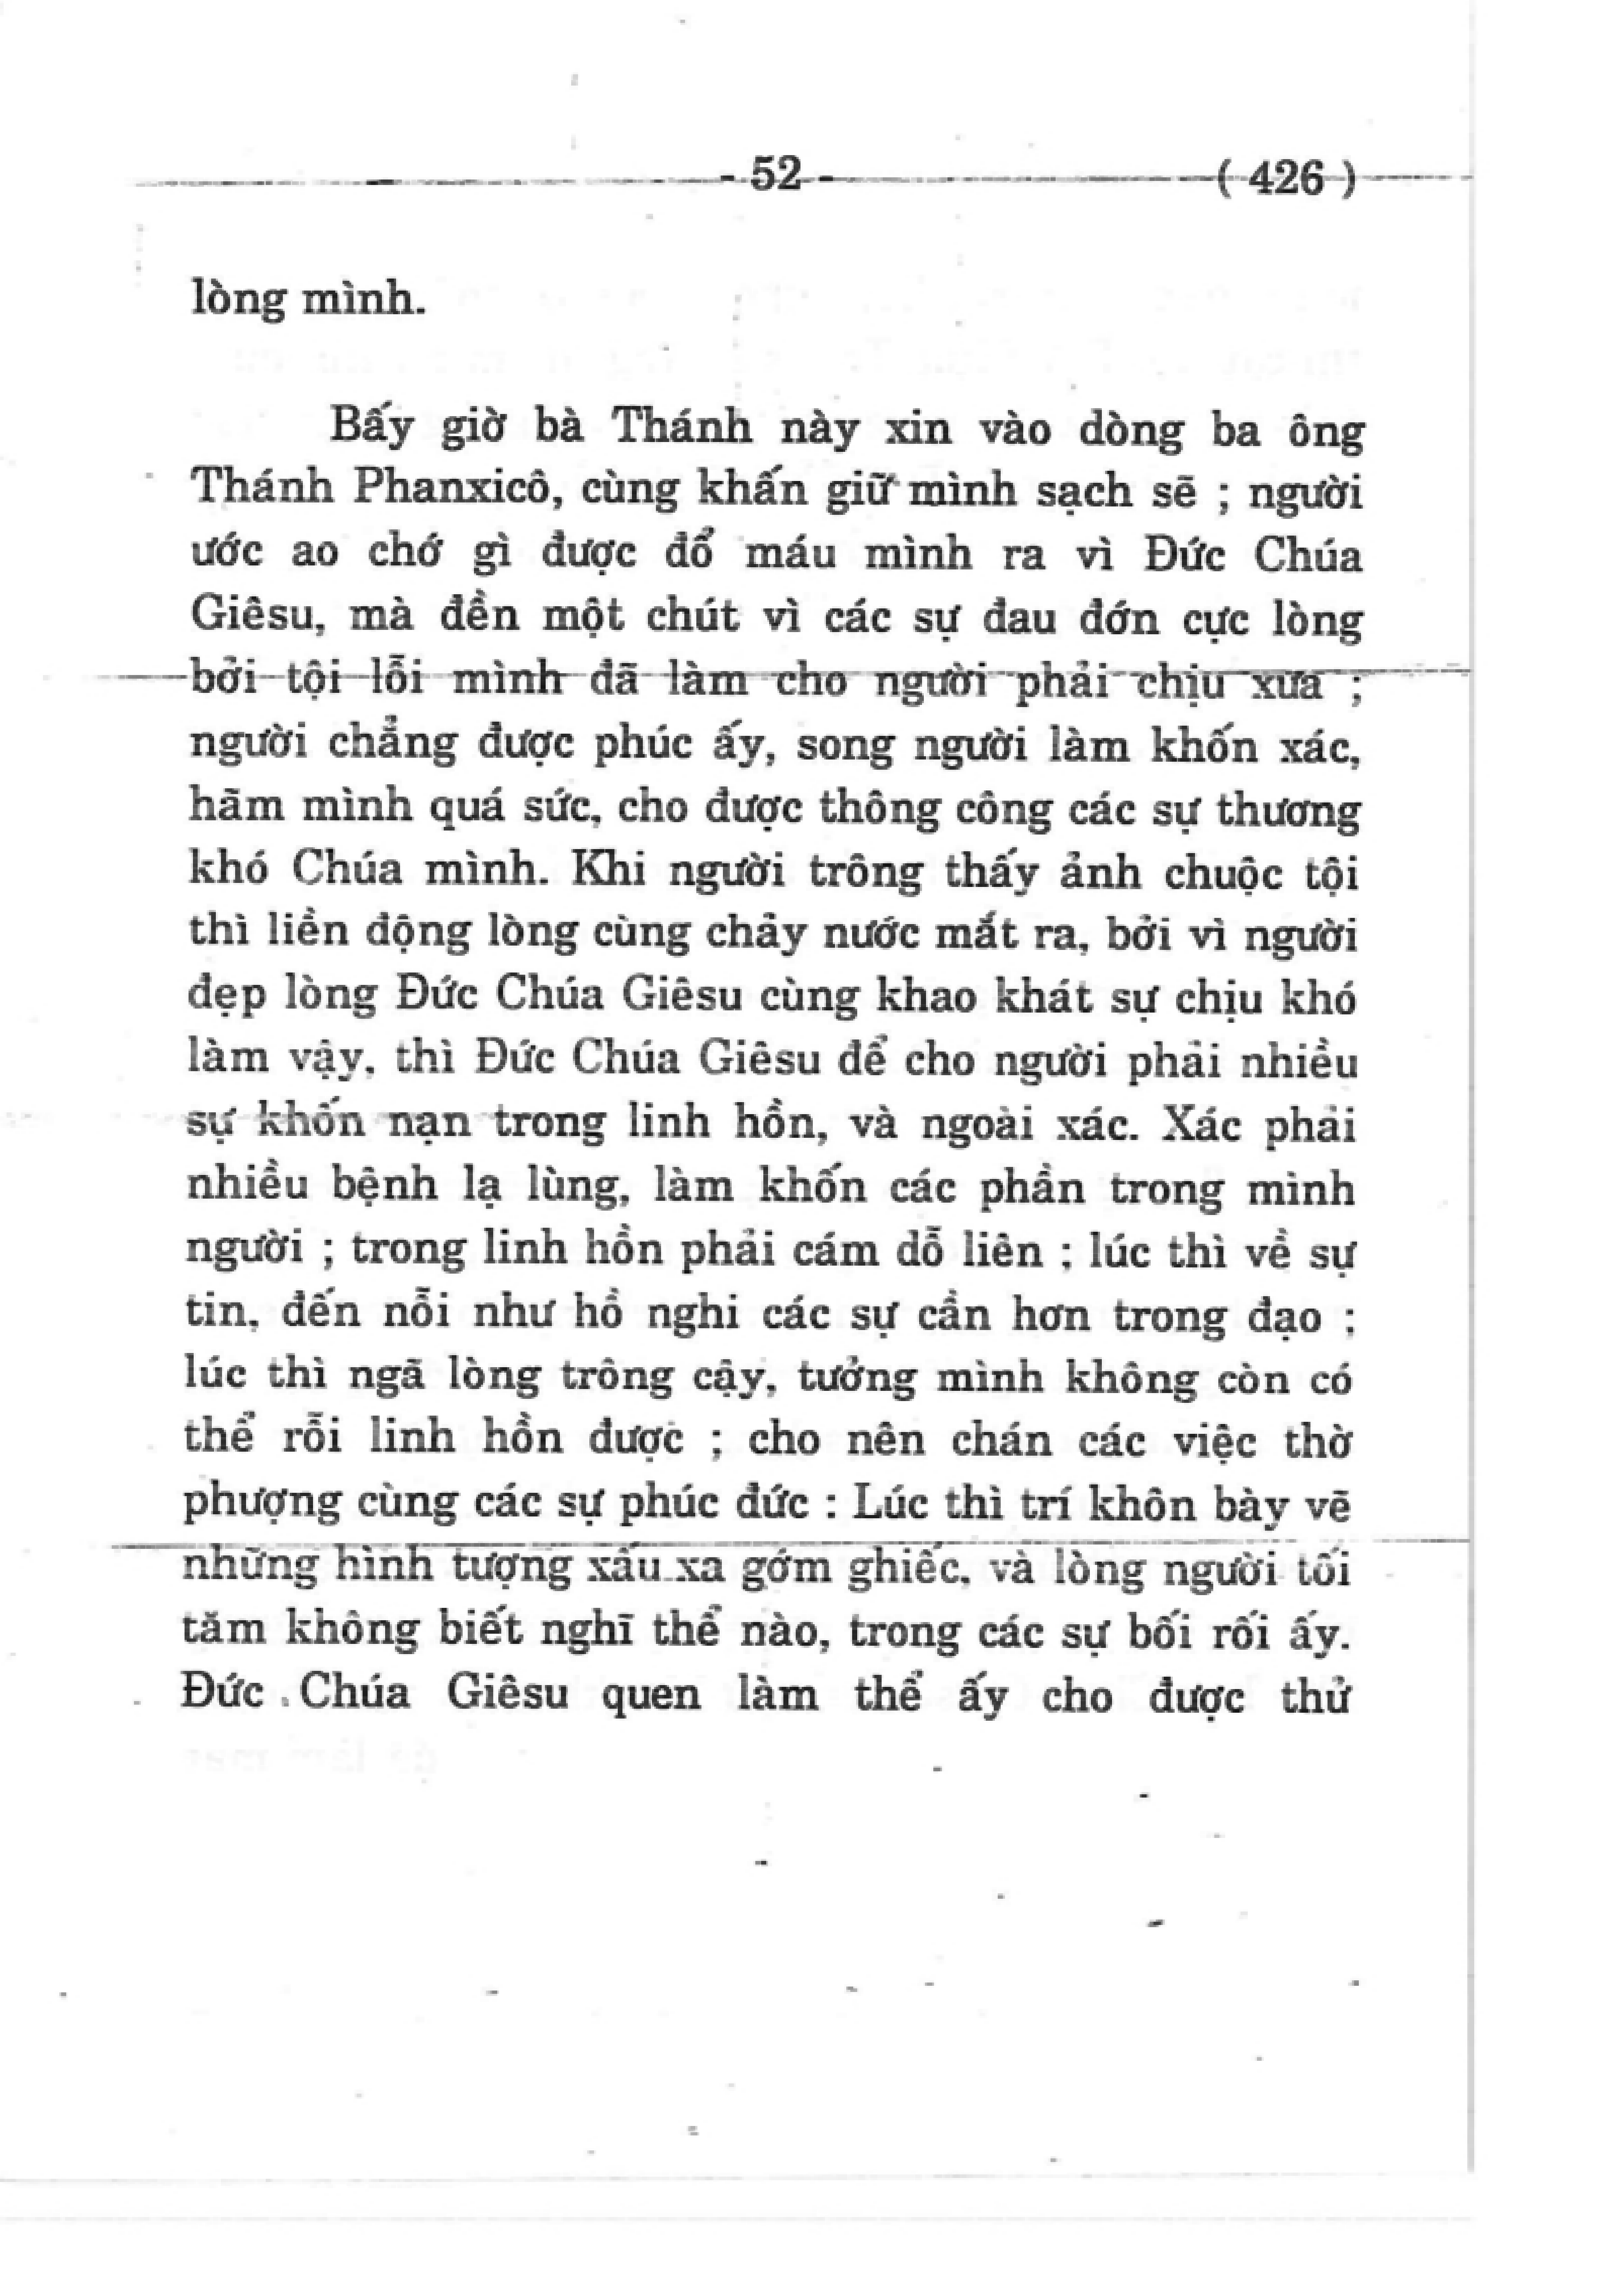 - 52 -
( 426 )
lòng mình.
Bấy giờ bà Thánh này xin vào dòng ba ông
Thánh Phanxicô, cùng khấn giữ mình sạch sẽ ; người
ước ao chớ gì được đổ máu mình ra vì Đức Chúa
Giêsu, mà đền một chút vì các sự đau đớn cực lòng
bởi tội lỗi mình đã làm cho người phải chịu xưa ;
người chẳng được phúc ấy, song người làm khốn xác,
hãm mình quá sức, cho được thông công các sự thương
khó Chúa mình. Khi người trông thấy ảnh chuộc tội
thì liền động lòng cùng chảy nước mắt ra, bởi vì người
đẹp lòng Đức Chúa Giêsu cùng khao khát sự chịu khó
làm vậy, thì Đức Chúa Giêsu để cho người phải nhiều
sự khốn nạn trong linh hồn, và ngoài xác. Xác phải
nhiều bệnh lạ lùng, làm khốn các phần trong mình
người ; trong linh hồn phải cám dỗ liên ; lúc thì về sự
tin, đến nỗi như hồ nghi các sự cần hơn trong đạo ;
lúc thì ngã lòng trông cậy, tưởng mình không còn có
thể rỗi linh hồn được ; cho nên chán các việc thờ
phượng cùng các sự phúc đức : Lúc thì trí khôn bày vẽ
những hình tượng xấu xa gớm ghiếc, và lòng người tối
tăm không biết nghĩ thể nào, trong các sự bối rối ấy.
Đức Chúa Giêsu quen làm thể ấy cho được thử